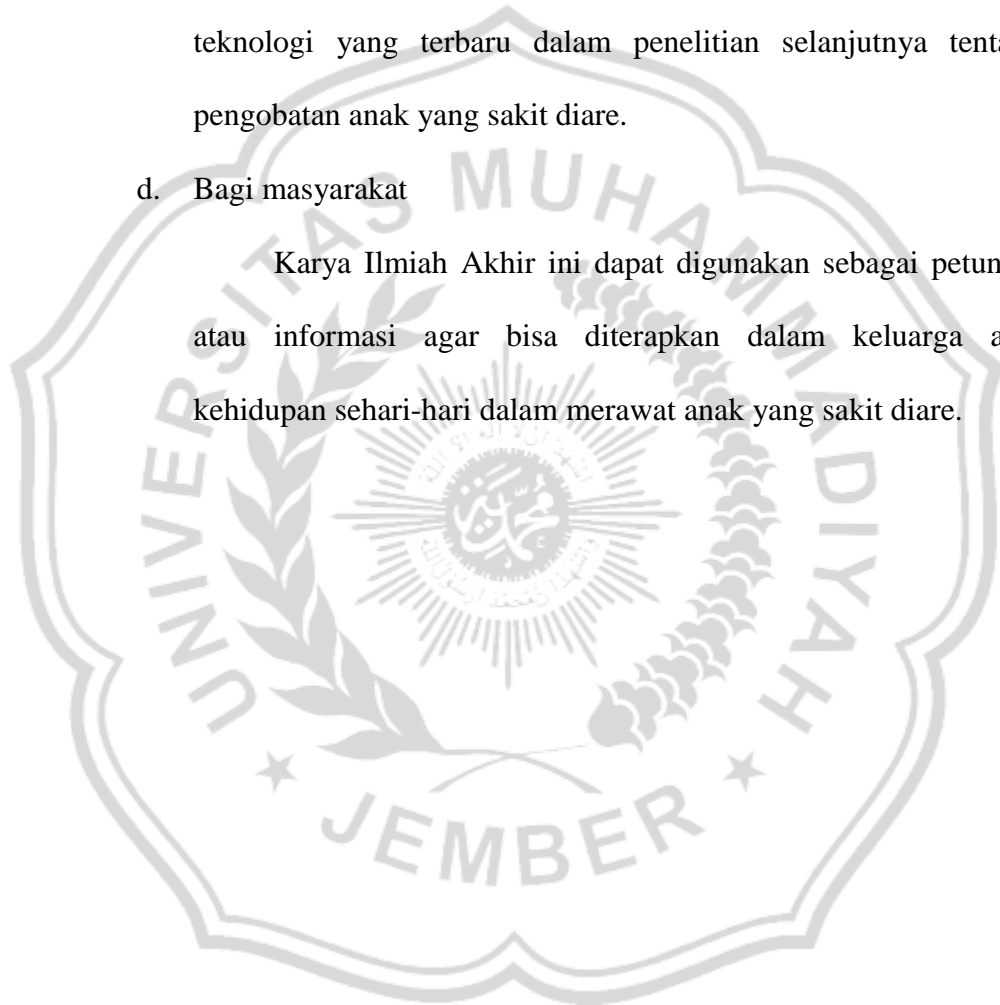 teknologi yang terbaru dalam penelitian selanjutnya tenta
pengobatan anak yang sakit diare.
d. Bagi masyarakat
Karya Ilmiah Akhir ini dapat digunakan sebagai petun
atau informasi agar bisa diterapkan dalam keluarga a
kehidupan sehari-hari dalam merawat anak yang sakit diare.
UNIVERSITAS MUHAMMADIYAH
JEMBER